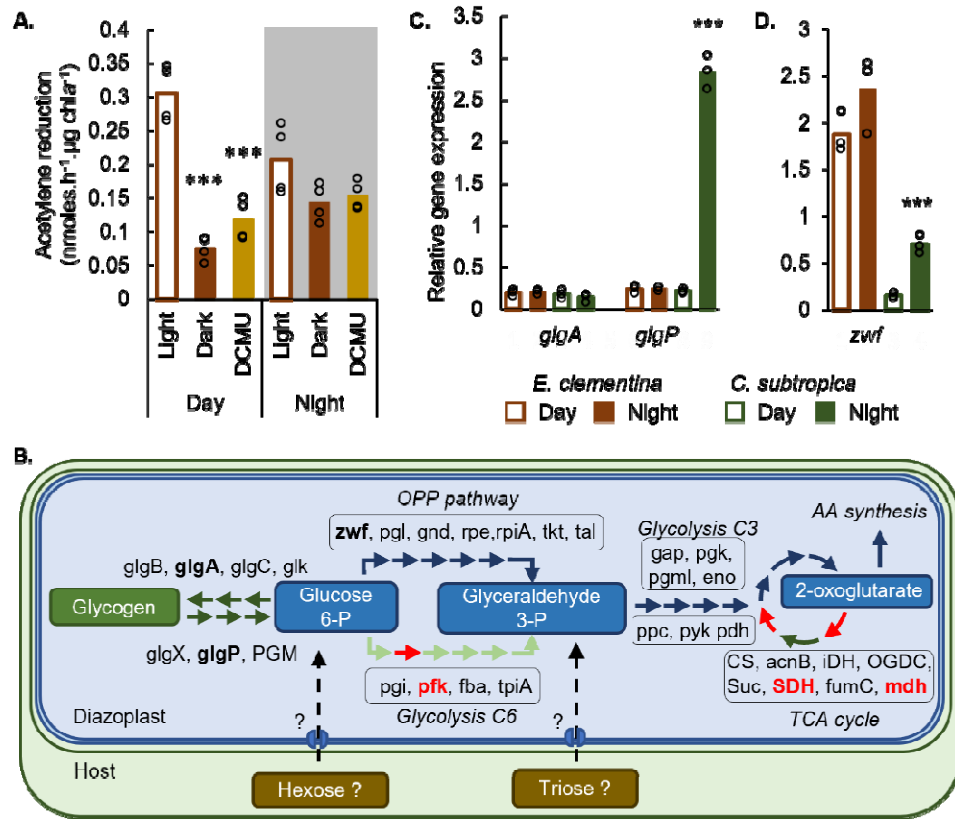 A.
Acetylene reduction
(nmoles.h⁻¹.µg chla⁻¹)
0.4
0.35
0.3
0.25
0.2
0.15
0.1
0.05
0
***
***
Light
Dark
DCMU
Light
Dark
DCMU
Day
Night
C.
Relative gene expression
3.5
3
2.5
2
1.5
1
0.5
0
***
glgA
glgP
D.
3
2.5
2
1.5
1
0.5
0
***
zwf
E. clementina
C. subtropica
Day
Night
Day
Night
B.
OPP pathway
zwf, pgl, gnd, rpe,rpiA, tkt, tal
Glycolysis C3
gap, pgk,
pgml, eno
AA synthesis
glgB, glgA, glgC, glk
Glycogen
Glucose
6-P
Glyceraldehyde
3-P
2-oxoglutarate
ppc, pyk pdh
glgX, glgP, PGM
pgi, pfk, fba, tpiA
Glycolysis C6
CS, acnB, iDH, OGDC,
Suc, SDH, fumC, mdh
TCA cycle
Diazoplast
?
?
Host
Hexose ?
Triose ?